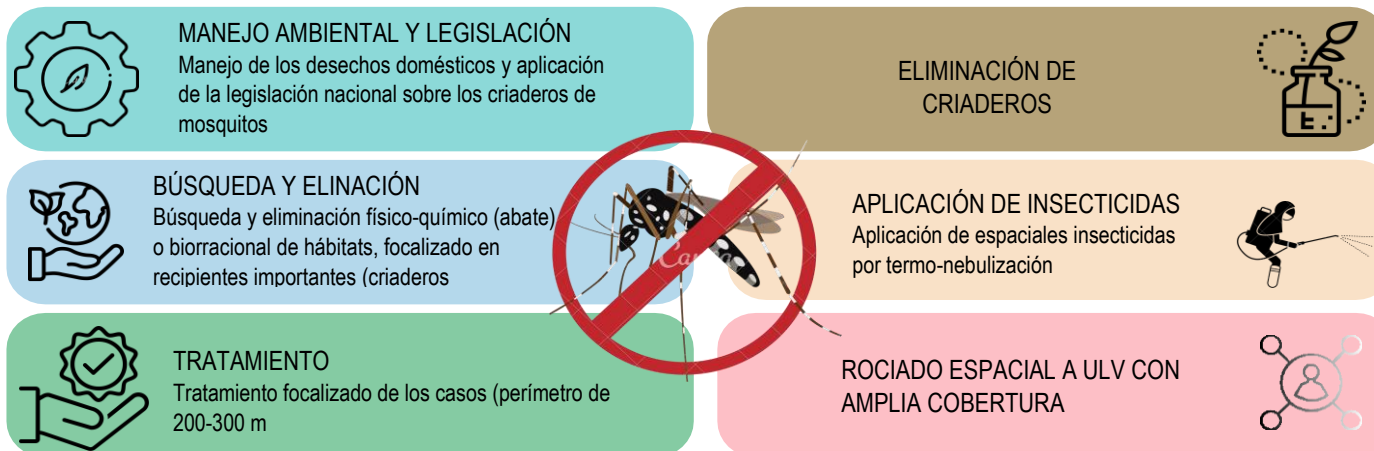 MANEJO AMBIENTAL Y LEGISLACIÓN
Manejo de los desechos domésticos y aplicación
de la legislación nacional sobre los criaderos de
mosquitos
ELIMINACIÓN DE
CRIADEROS
BÚSQUEDA Y ELINACIÓN
Búsqueda y eliminación físico-químico (abate)
o biorracional de hábitats, focalizado en
recipientes importantes (criaderos
APLICACIÓN DE INSECTICIDAS
Aplicación de espaciales insecticidas
por termo-nebulización
TRATAMIENTO
Tratamiento focalizado de los casos (perímetro de
200-300 m
ROCIADO ESPACIAL A ULV CON
AMPLIA COBERTURA